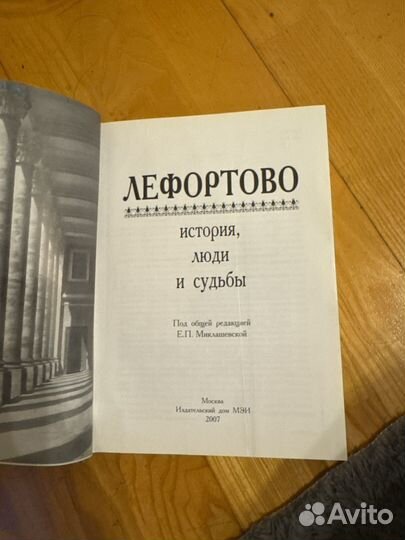 ЛЕФОРТОВО
история,
люди
и судьбы
Под общей редакцией
Е.П. Миклашевской
Москва
Издательский дом МЭИ
2007
Avito